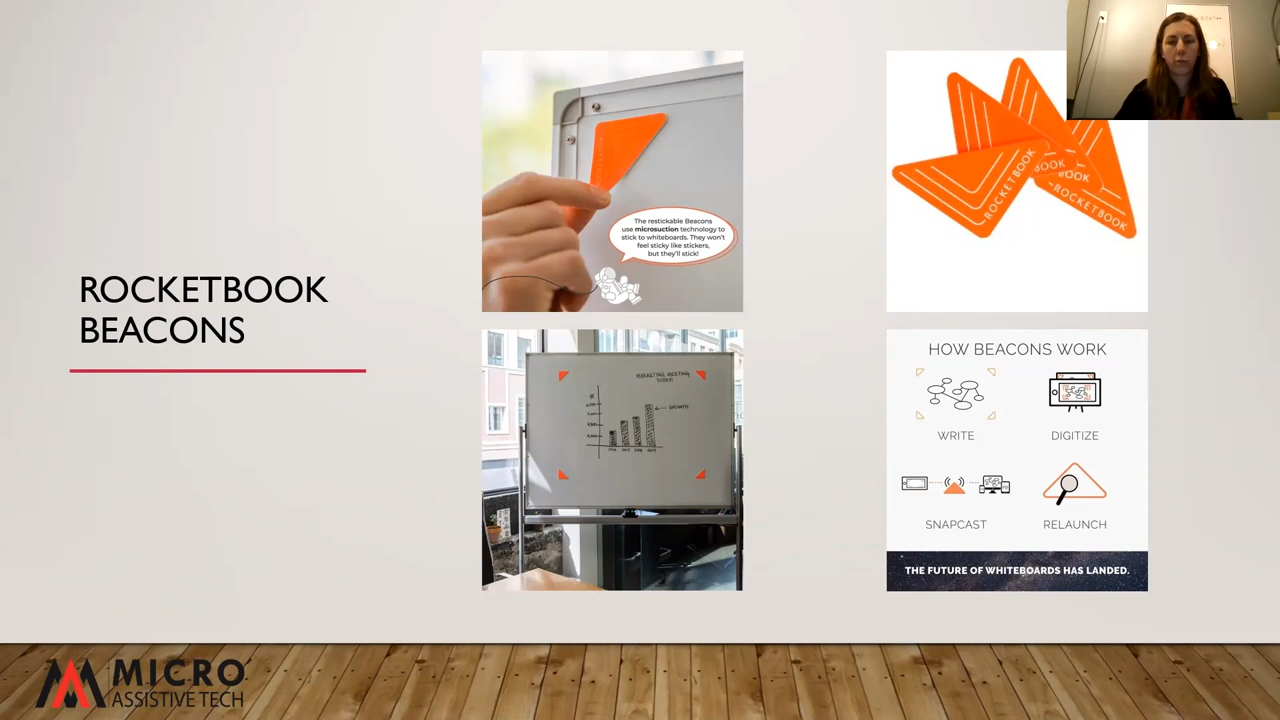 ROCKETBOOK
BEACONS
The restickable Beacons
use microsuction technology to
stick to whiteboards. They won't
feel sticky like stickers,
but they'll stick!
ROCKETBOOK
BOOK
BOOK
ROCKETBOOK
MARKETING MEETING
GROWTH
HOW BEACONS WORK
WRITE
DIGITIZE
SNAPCAST
RELAUNCH
THE FUTURE OF WHITEBOARDS HAS LANDED.
MICRO
ASSISTIVE TECH